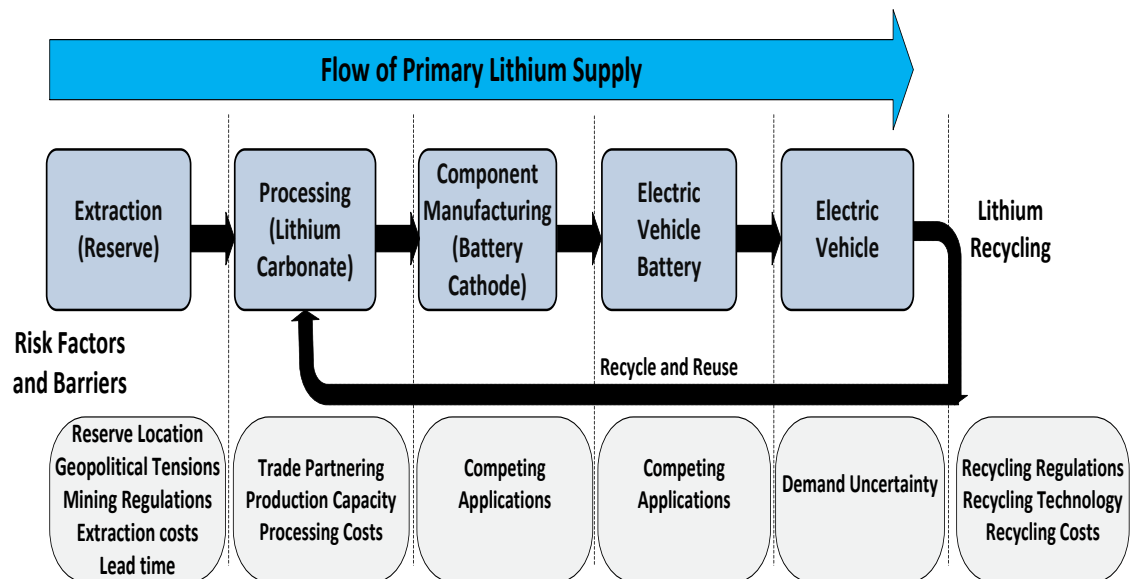 Flow of Primary Lithium Supply
Extraction
(Reserve)
Processing
(Lithium
Carbonate)
Component
Manufacturing
(Battery
Cathode)
Electric
Vehicle
Battery
Electric
Vehicle
Lithium
Recycling
Risk Factors
and Barriers
Recycle and Reuse
Reserve Location
Geopolitical Tensions
Mining Regulations
Extraction costs
Lead time
Trade Partnering
Production Capacity
Processing Costs
Competing
Applications
Competing
Applications
Demand Uncertainty
Recycling Regulations
Recycling Technology
Recycling Costs